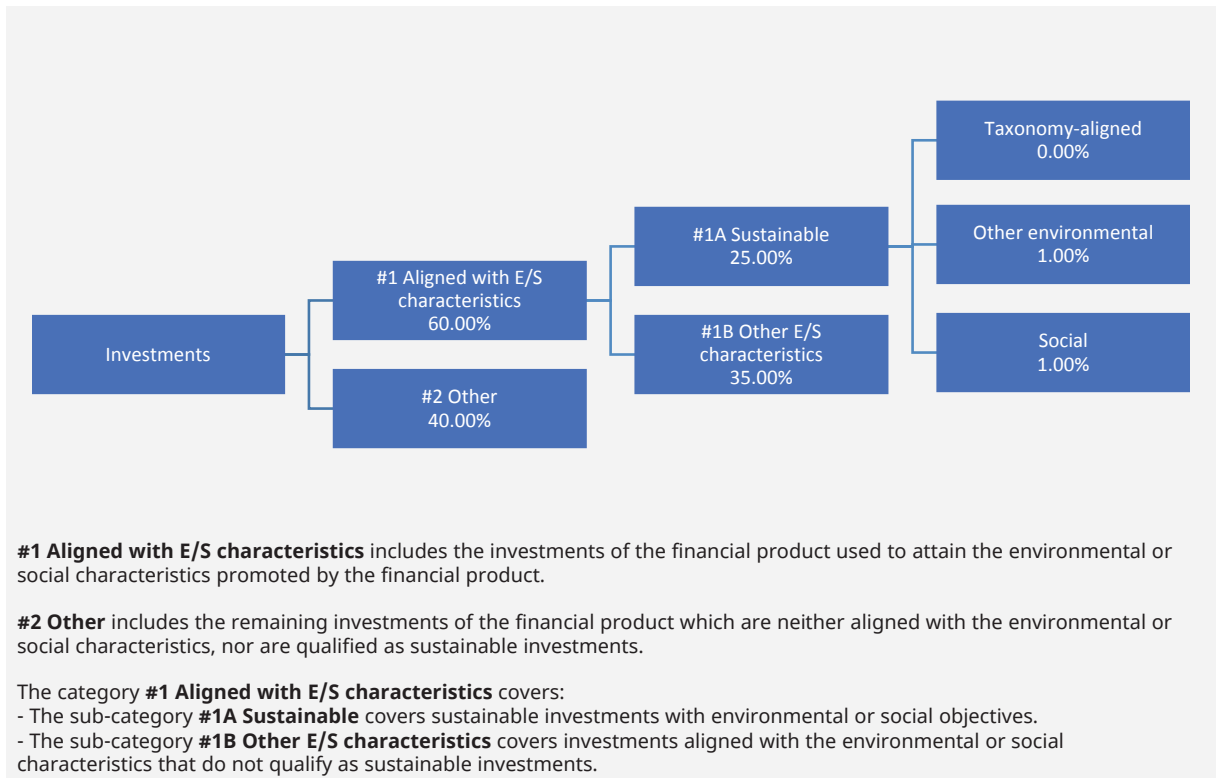 Investments
#1 Aligned with E/S
characteristics
60.00%
#2 Other
40.00%
#1A Sustainable
25.00%
#1B Other E/S
characteristics
35.00%
Taxonomy-aligned
0.00%
Other environmental
1.00%
Social
1.00%
#1 Aligned with E/S characteristics includes the investments of the financial product used to attain the environmental or
social characteristics promoted by the financial product.
#2 Other includes the remaining investments of the financial product which are neither aligned with the environmental or
social characteristics, nor are qualified as sustainable investments.
The category #1 Aligned with E/S characteristics covers:
- The sub-category #1A Sustainable covers sustainable investments with environmental or social objectives.
- The sub-category #1B Other E/S characteristics covers investments aligned with the environmental or social
characteristics that do not qualify as sustainable investments.